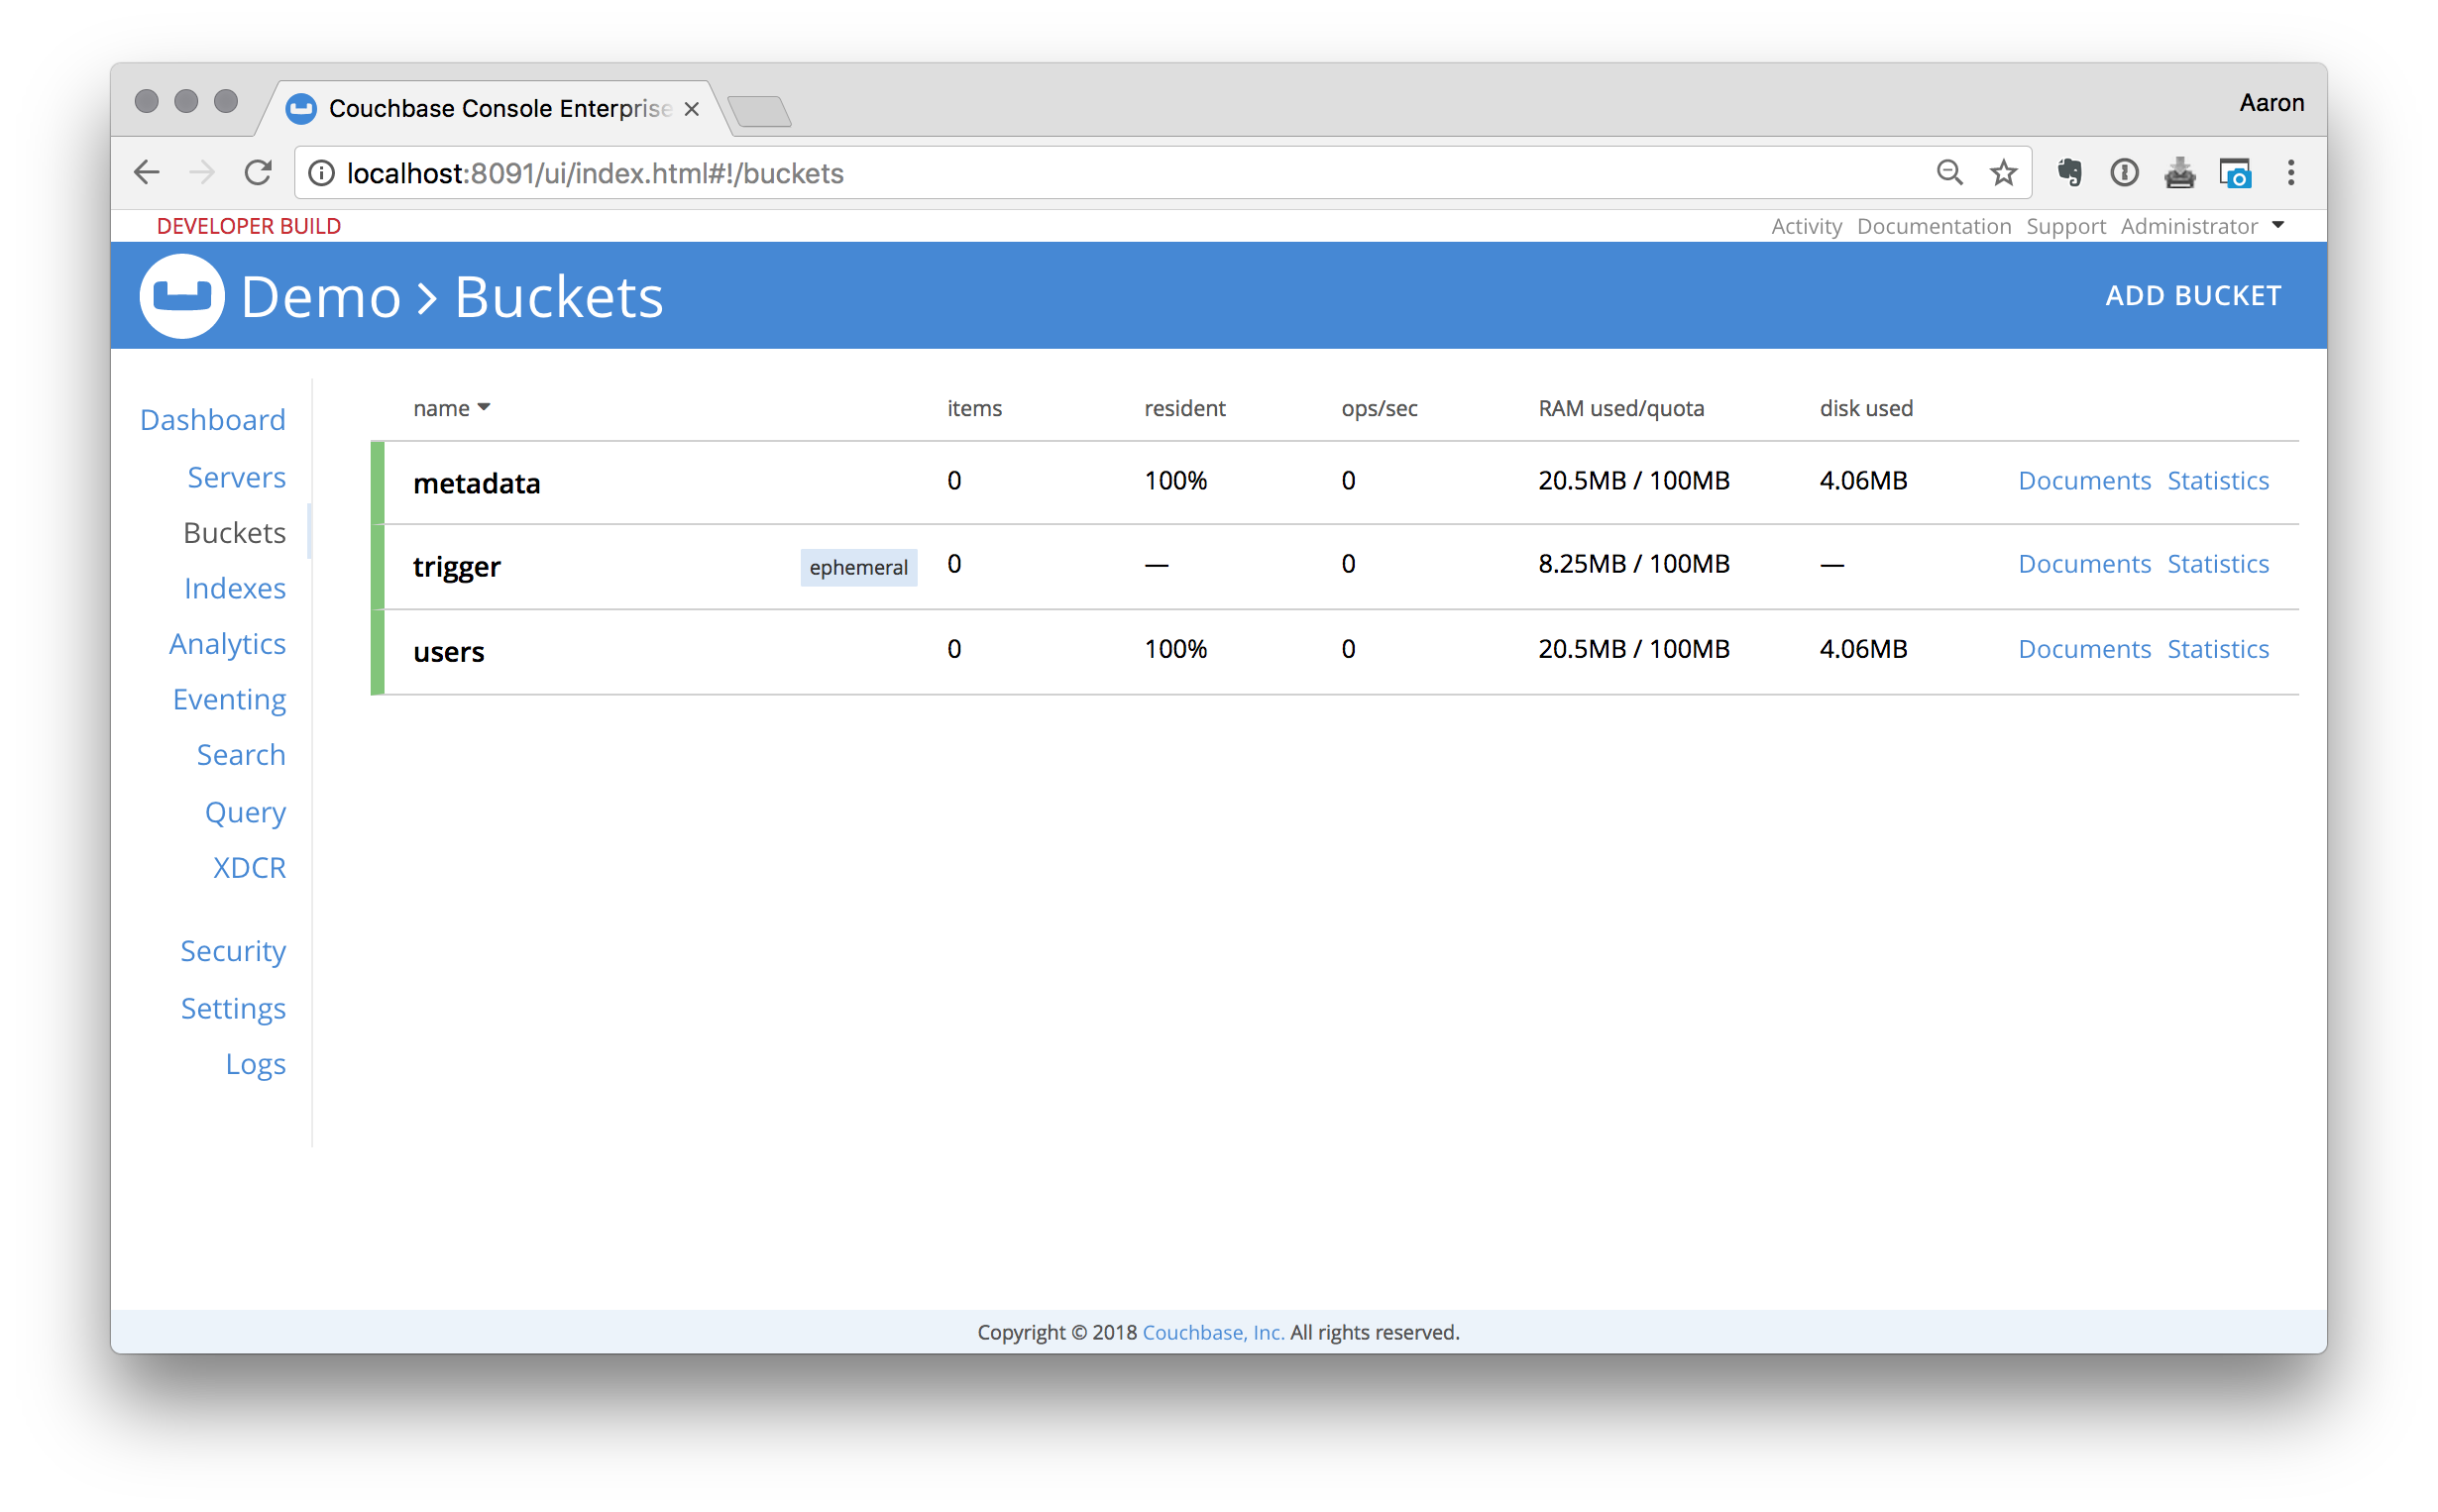 Couchbase Console Enterprise
Aaron
localhost:8091/ui/index.html#!/buckets
DEVELOPER BUILD
Activity Documentation Support Administrator
Demo > Buckets
ADD BUCKET
Dashboard
Servers
Buckets
Indexes
Analytics
Eventing
Search
Query
XDCR
Security
Settings
Logs
name items resident ops/sec RAM used/quota disk used
metadata 0 100% 0 20.5MB / 100MB 4.06MB Documents Statistics
trigger ephemeral 0 — 0 8.25MB / 100MB — Documents Statistics
users 0 100% 0 20.5MB / 100MB 4.06MB Documents Statistics
Copyright © 2018 Couchbase, Inc. All rights reserved.